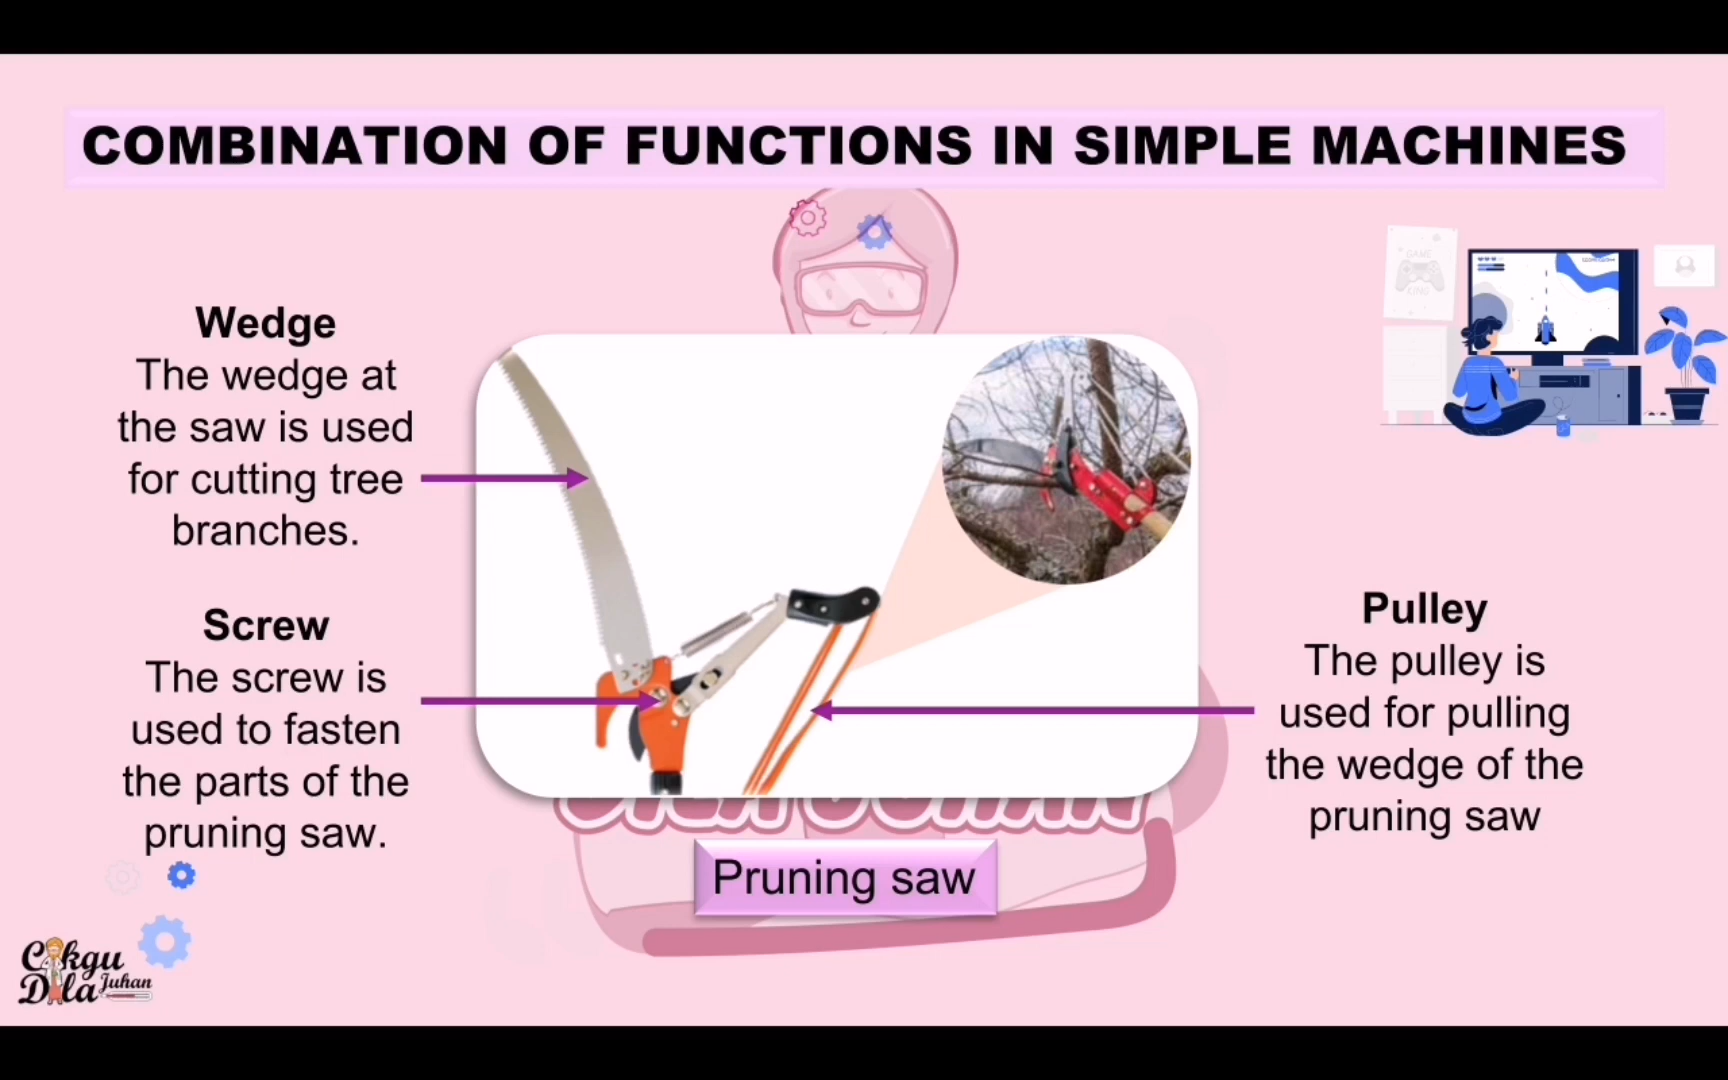 COMBINATION OF FUNCTIONS IN SIMPLE MACHINES
GAME
KING
Wedge
The wedge at
the saw is used
for cutting tree
branches.
Screw
The screw is
used to fasten
the parts of the
pruning saw.
Pulley
The pulley is
used for pulling
the wedge of the
pruning saw
Pruning saw
Cikgu
Dila Juhan